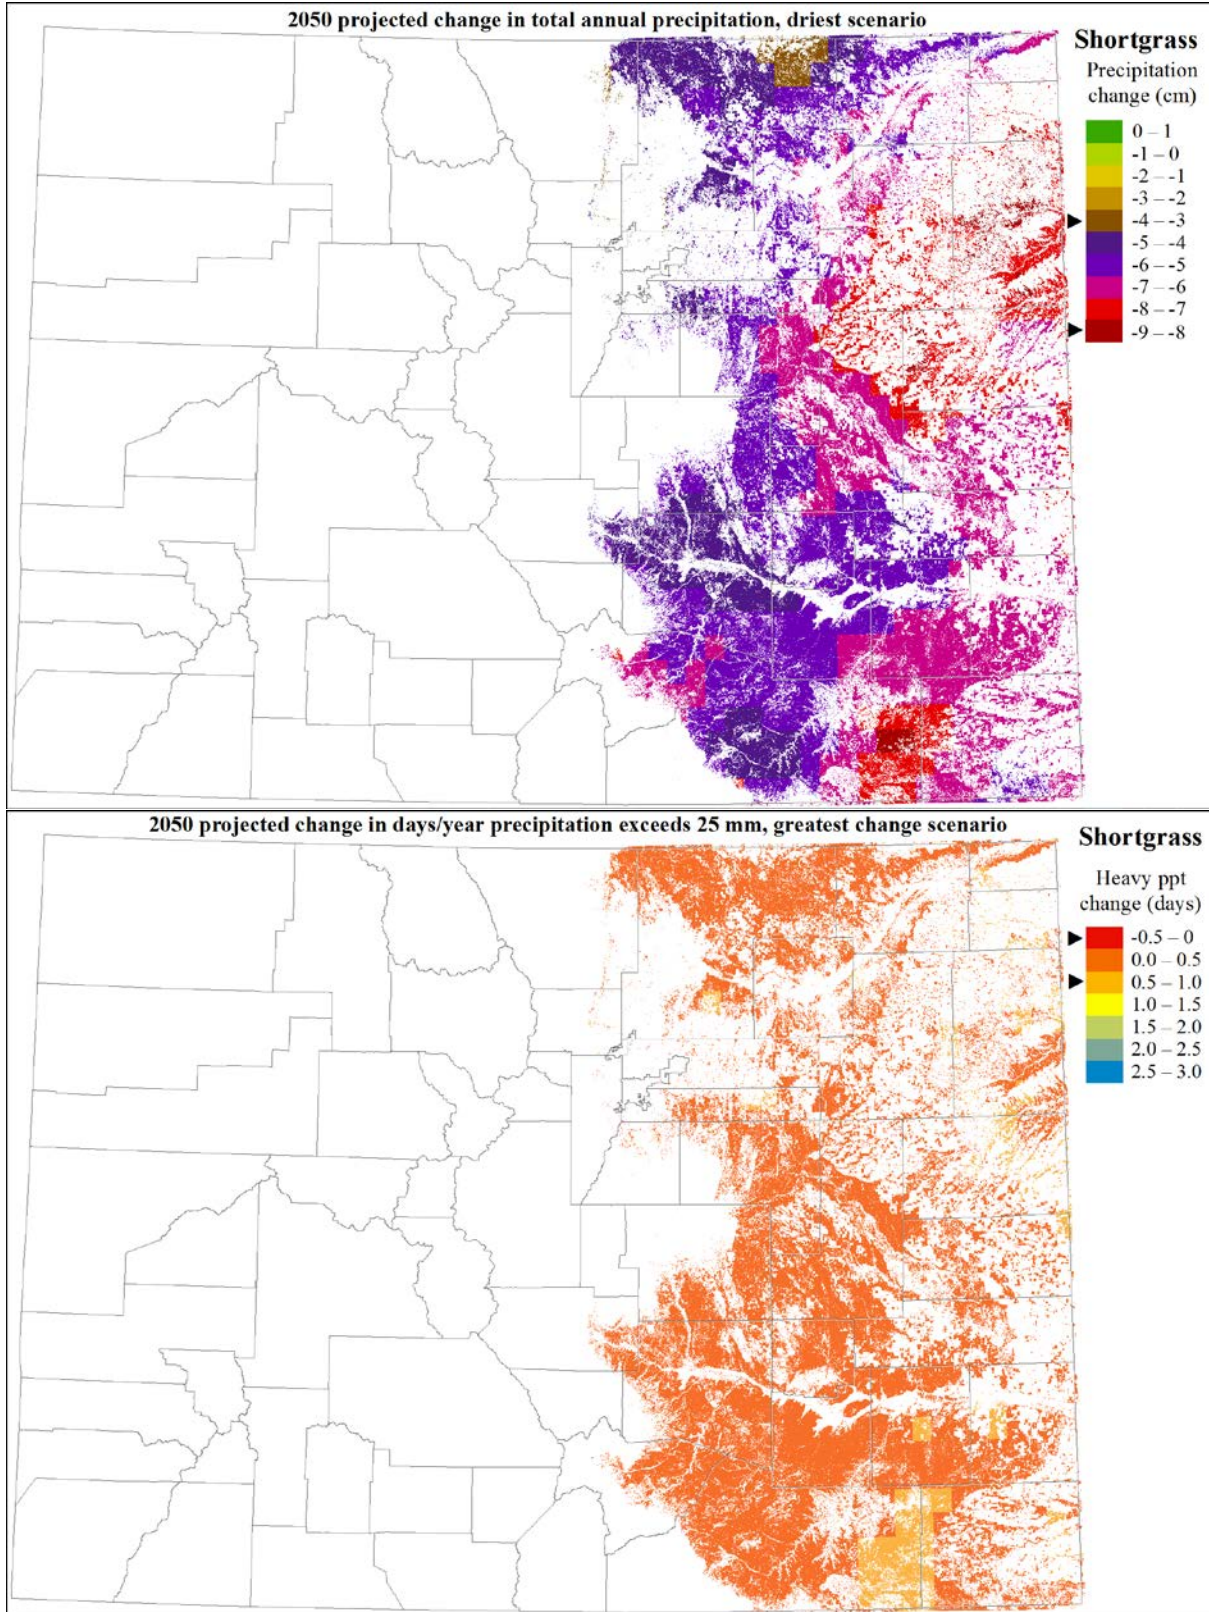 2050 projected change in total annual precipitation, driest scenario
Shortgrass
Precipitation
change (cm)
0 – 1
-1 – 0
-2 – -1
-3 – -2
-4 – -3
-5 – -4
-6 – -5
-7 – -6
-8 – -7
-9 – -8
2050 projected change in days/year precipitation exceeds 25 mm, greatest change scenario
Shortgrass
Heavy ppt
change (days)
-0.5 – 0
0.0 – 0.5
0.5 – 1.0
1.0 – 1.5
1.5 – 2.0
2.0 – 2.5
2.5 – 3.0